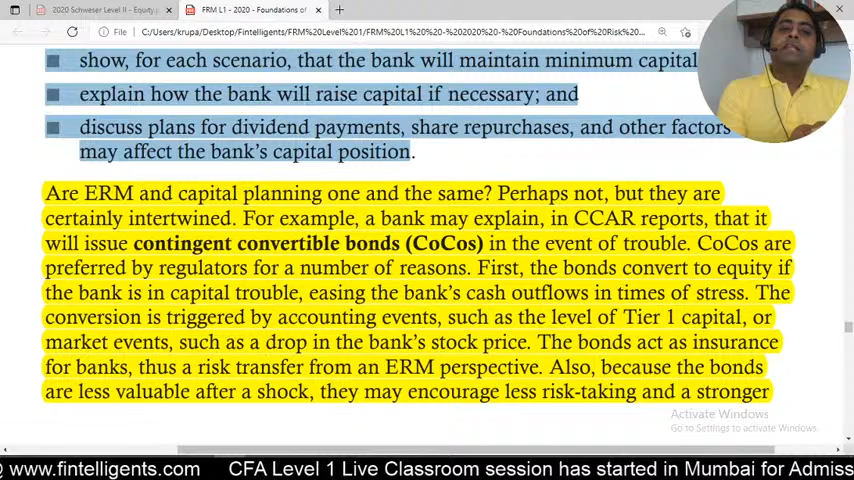 2020 Schweser Level II - Equity.p
FRM L1 - 2020 - Foundations of
File
C:/Users/krupa/Desktop/Fintelligents/FRM%20Level%201/FRM%20L1%20-%202020%20-%20Foundations%20of%20Risk%20...
show, for each scenario, that the bank will maintain minimum capital
explain how the bank will raise capital if necessary; and
discuss plans for dividend payments, share repurchases, and other factors
may affect the bank's capital position.
Are ERM and capital planning one and the same? Perhaps not, but they are
certainly intertwined. For example, a bank may explain, in CCAR reports, that it
will issue contingent convertible bonds (CoCos) in the event of trouble. CoCos are
preferred by regulators for a number of reasons. First, the bonds convert to equity if
the bank is in capital trouble, easing the bank's cash outflows in times of stress. The
conversion is triggered by accounting events, such as the level of Tier 1 capital, or
market events, such as a drop in the bank's stock price. The bonds act as insurance
for banks, thus a risk transfer from an ERM perspective. Also, because the bonds
are less valuable after a shock, they may encourage less risk-taking and a stronger
Activate Windows
Go to Settings to activate Windows.
@ www.fintelligents.com CFA Level 1 Live Classroom session has started in Mumbai for Admiss